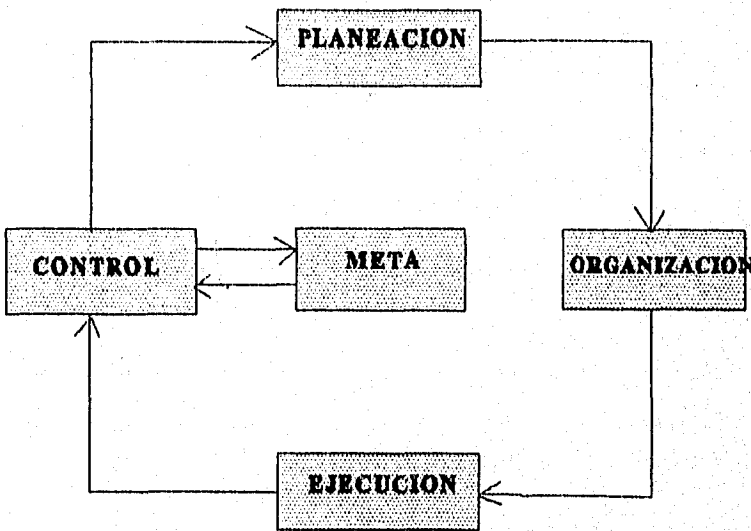 PLANEACION
CONTROL
META
ORGANIZACION
EJECUCION